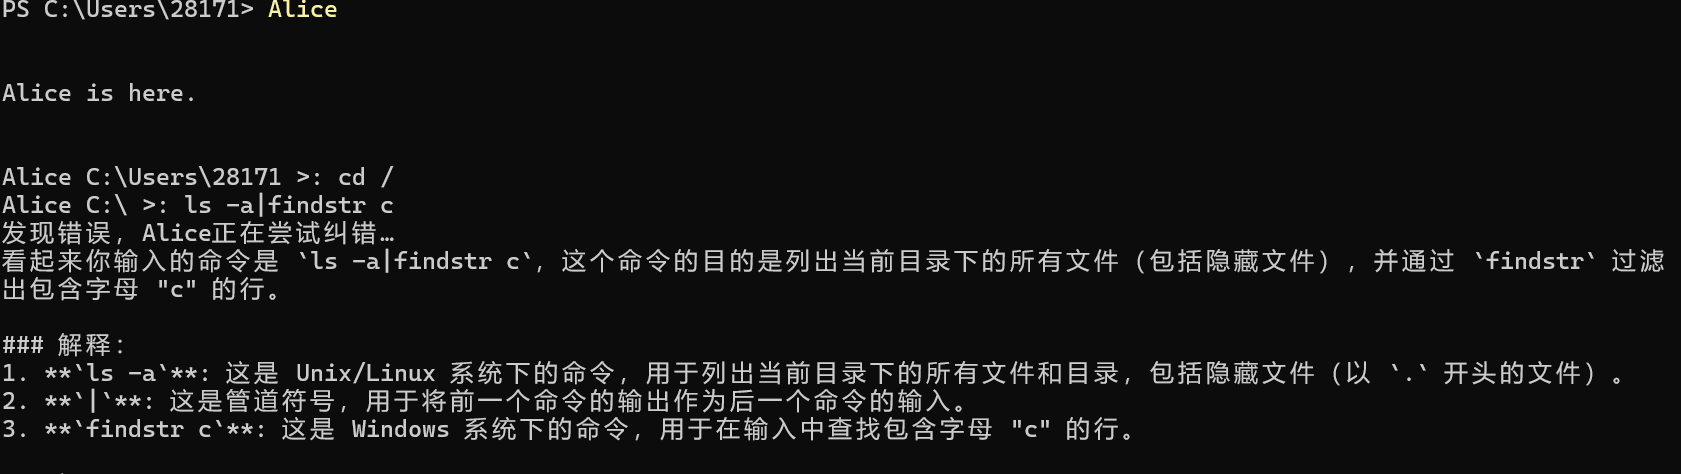 PS C:\Users\28171> Alice
Alice is here.
Alice C:\Users\28171 >: cd /
Alice C:\ >: ls -a|findstr c
发现错误，Alice正在尝试纠错…
看起来你输入的命令是 `ls -a|findstr c`，这个命令的目的是列出当前目录下的所有文件（包括隐藏文件），并通过 `findstr` 过滤
出包含字母 "c" 的行。
### 解释：
1. **`ls -a`**: 这是 Unix/Linux 系统下的命令，用于列出当前目录下的所有文件和目录，包括隐藏文件（以 `.` 开头的文件）。
2. **`|`**: 这是管道符号，用于将前一个命令的输出作为后一个命令的输入。
3. **`findstr c`**: 这是 Windows 系统下的命令，用于在输入中查找包含字母 "c" 的行。